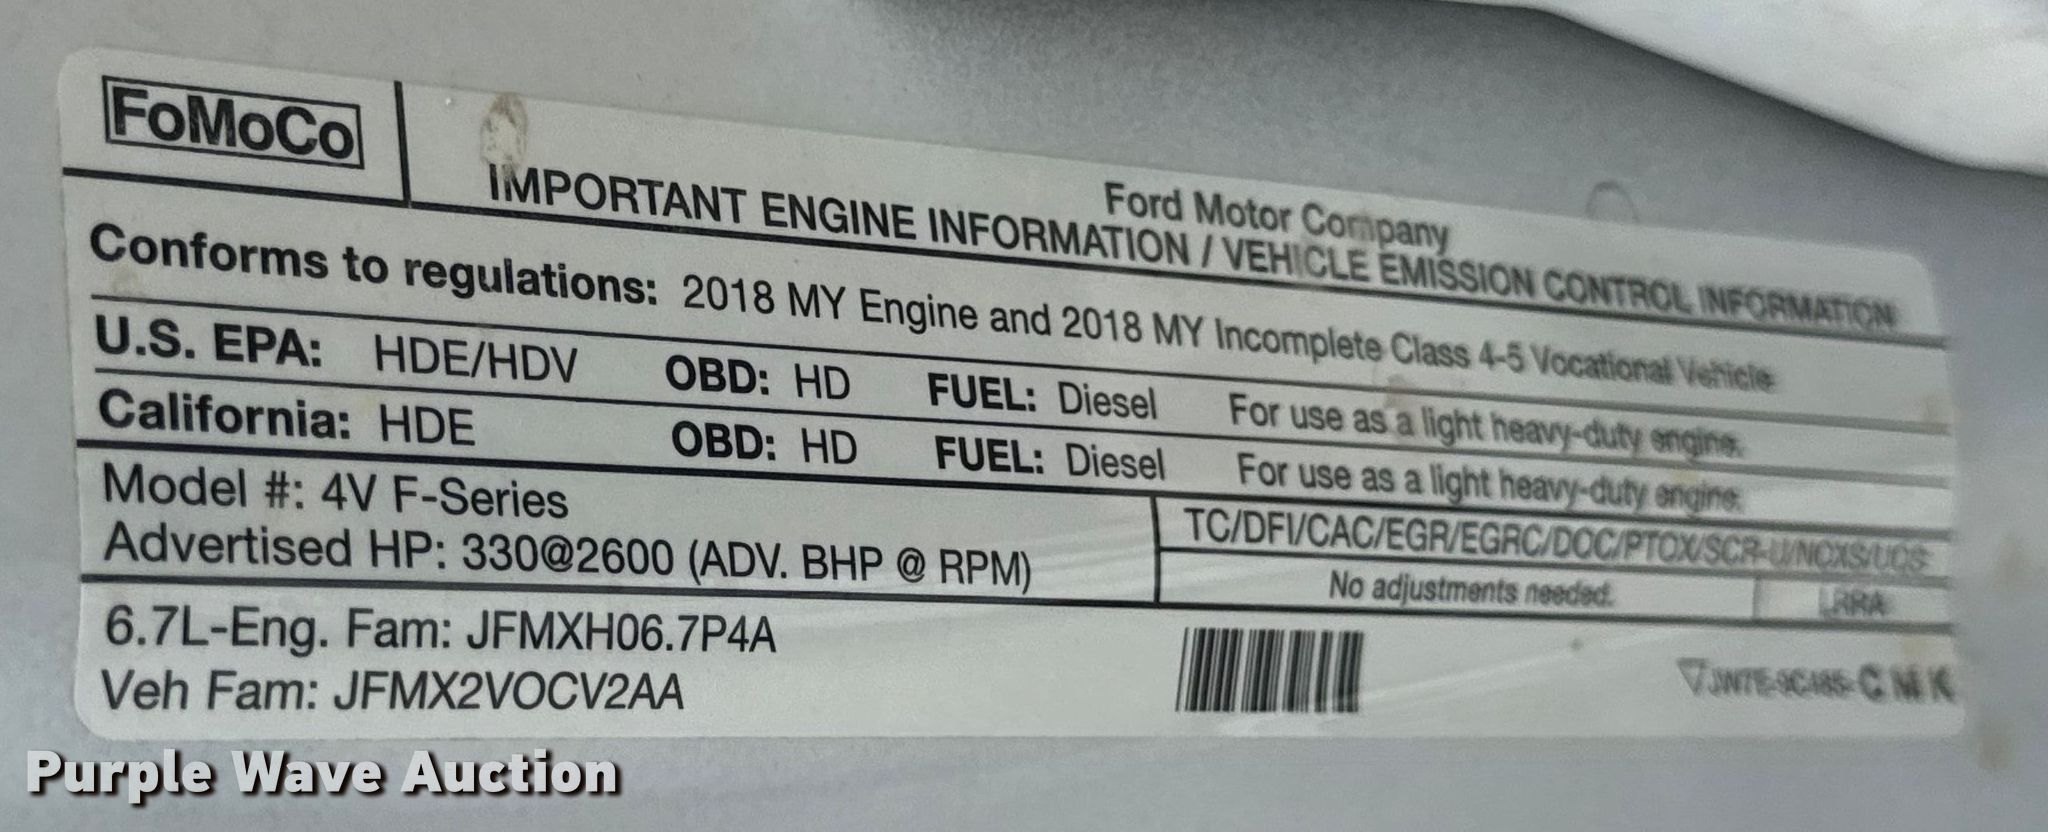 FoMoCo
Ford Motor Company
IMPORTANT ENGINE INFORMATION / VEHICLE EMISSION CONTROL INFORMATION
Conforms to regulations: 2018 MY Engine and 2018 MY Incomplete Class 4-5 Vocational Vehicle
U.S. EPA: HDE/HDV OBD: HD FUEL: Diesel For use as a light heavy-duty engine.
California: HDE OBD: HD FUEL: Diesel For use as a light heavy-duty engine.
Model #: 4V F-Series
Advertised HP: 330@2600 (ADV. BHP @ RPM)
TC/DFI/CAC/EGR/EGRC/DOC/PTOX/SCR-U/NOXS/UQS
No adjustments needed.
6.7L-Eng. Fam: JFMXH06.7P4A
Veh Fam: JFMX2VOCV2AA
CMK
Purple Wave Auction